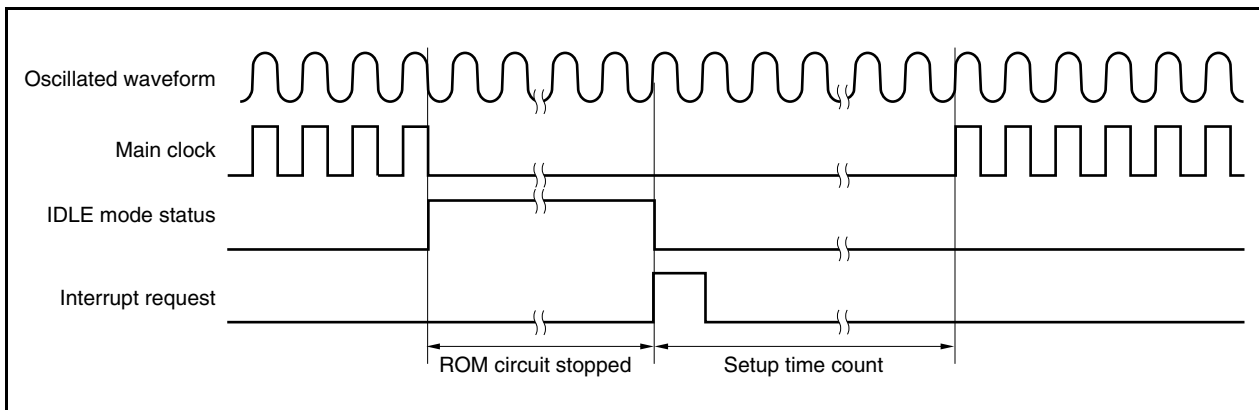 Oscillated waveform
Main clock
IDLE mode status
Interrupt request
ROM circuit stopped
Setup time count